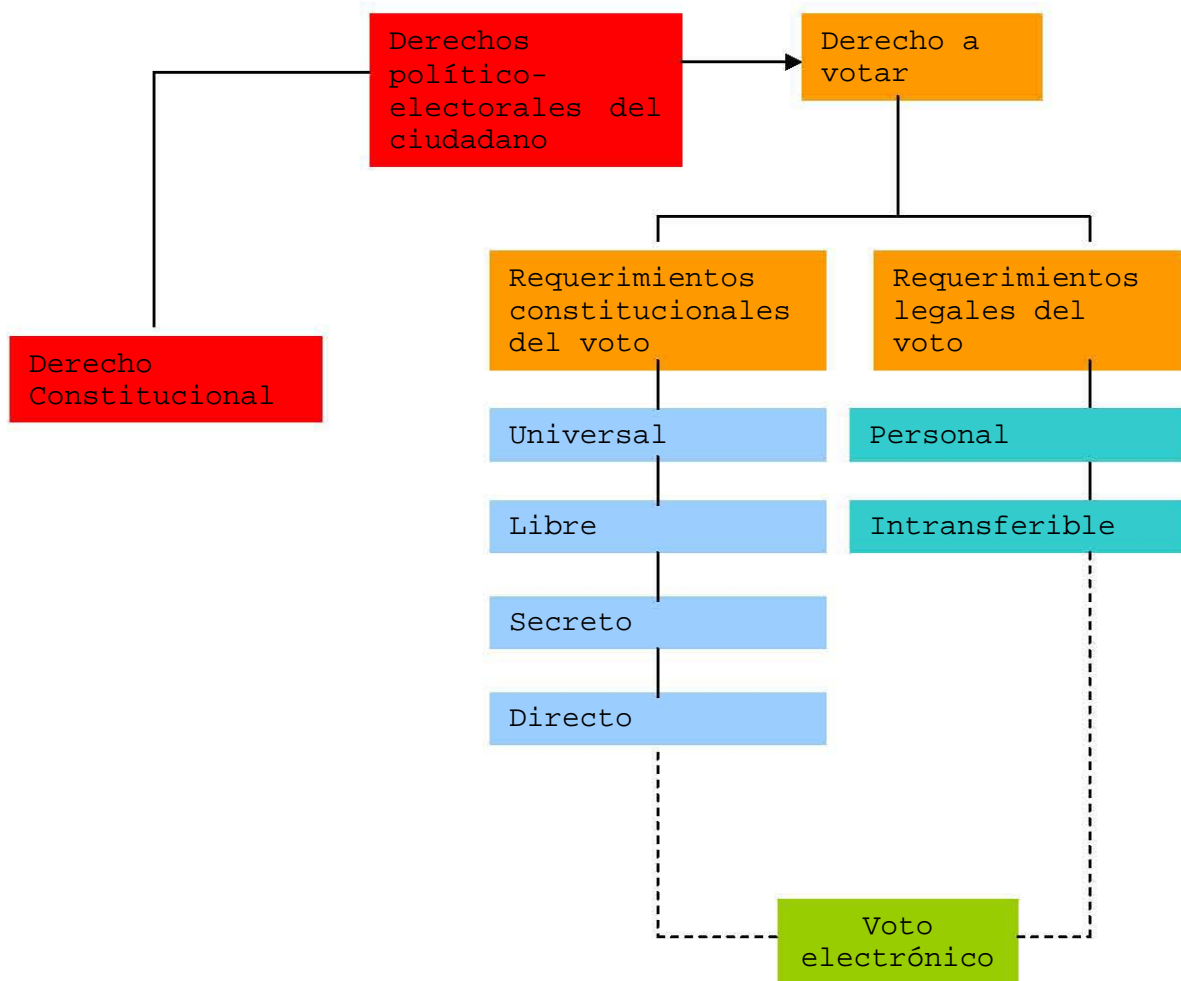 Derechos
político-
electorales del
ciudadano
Derecho a
votar
Derecho
Constitucional
Requerimientos
constitucionales
del voto
Requerimientos
legales del
voto
Universal
Personal
Libre
Intransferible
Secreto
Directo
Voto
electrónico